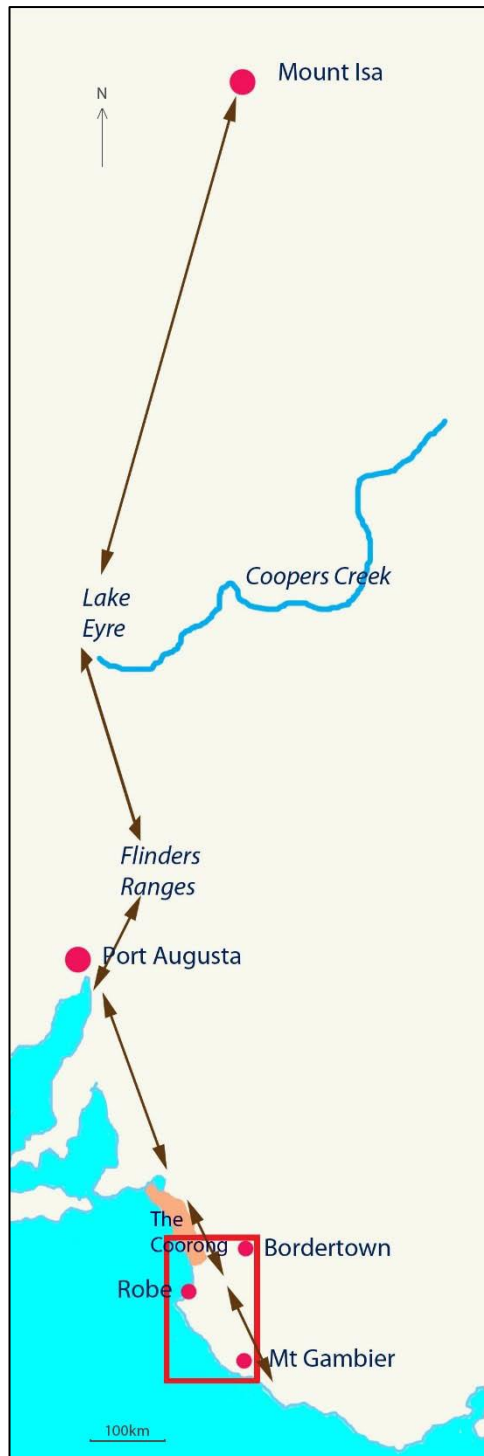 Mount Isa
N
Coopers Creek
Lake
Eyre
Flinders
Ranges
Port Augusta
The
Coorong
Bordertown
Robe
Mt Gambier
100km